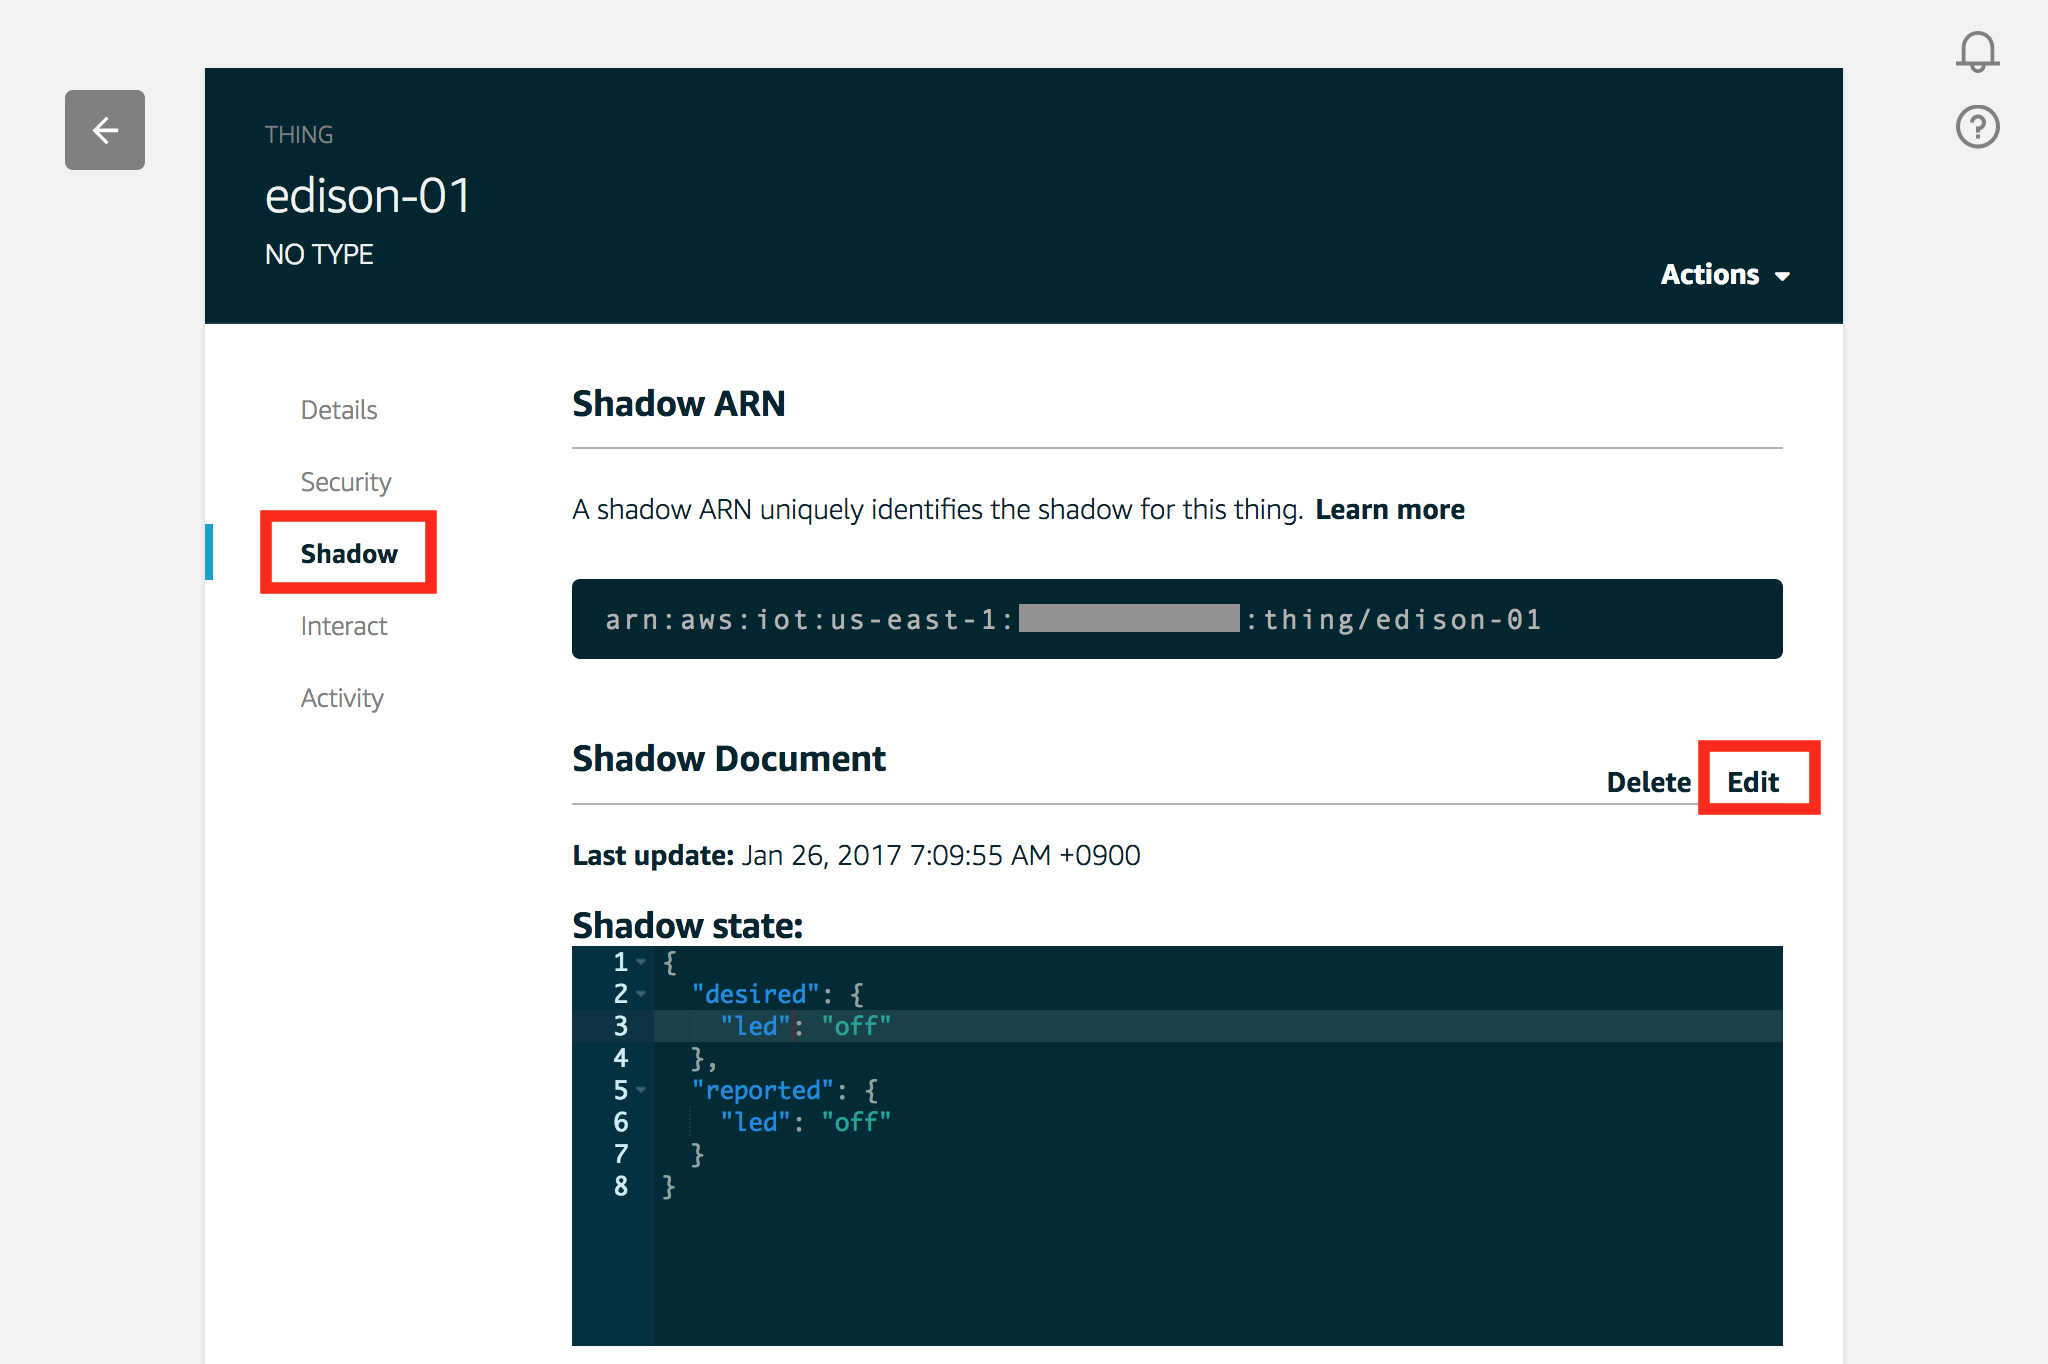 THING
edison-01
NO TYPE
Actions
Details
Security
Shadow
Interact
Activity
Shadow ARN
A shadow ARN uniquely identifies the shadow for this thing. Learn more
arn:aws:iot:us-east-1: :thing/edison-01
Shadow Document
Delete Edit
Last update: Jan 26, 2017 7:09:55 AM +0900
Shadow state:
1 {
2 "desired": {
3 "led": "off"
4 },
5 "reported": {
6 "led": "off"
7 }
8 }